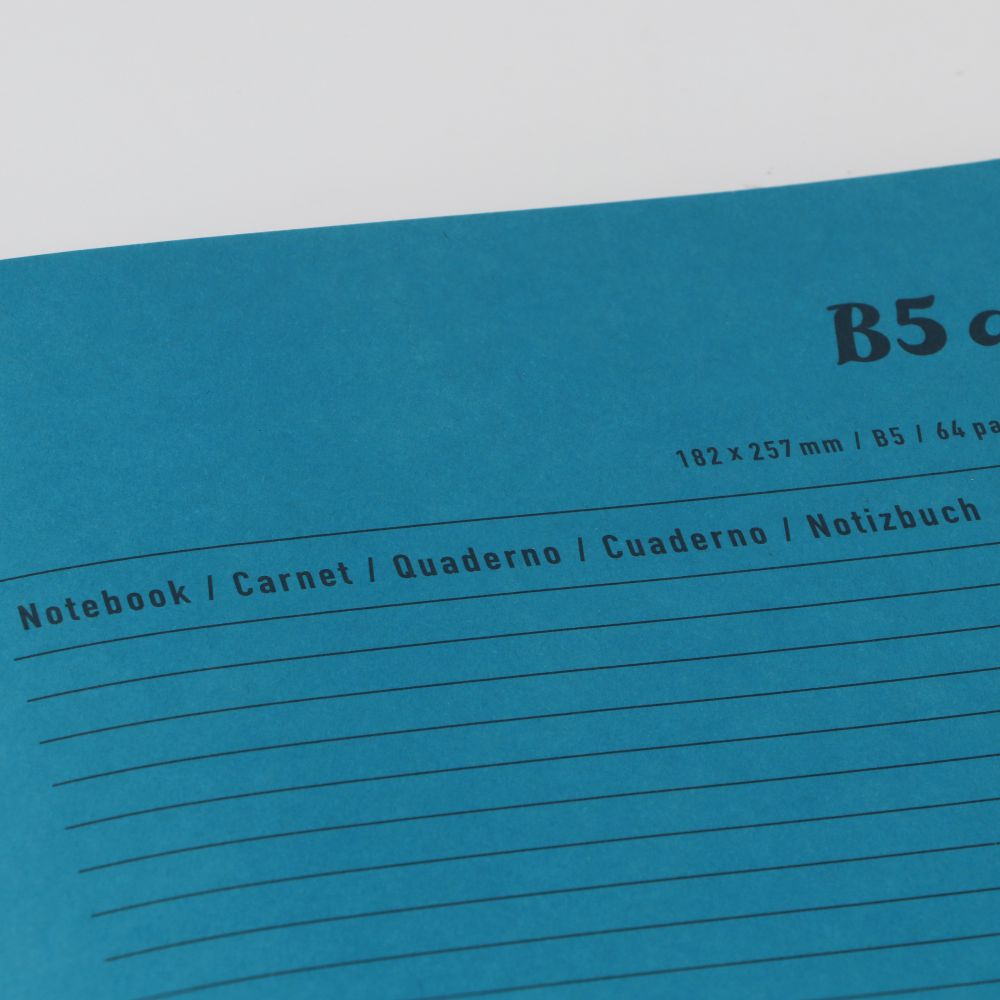 B5
182 x 257 mm / B5 / 64
Notebook / Carnet / Quaderno / Cuaderno / Notizbuch